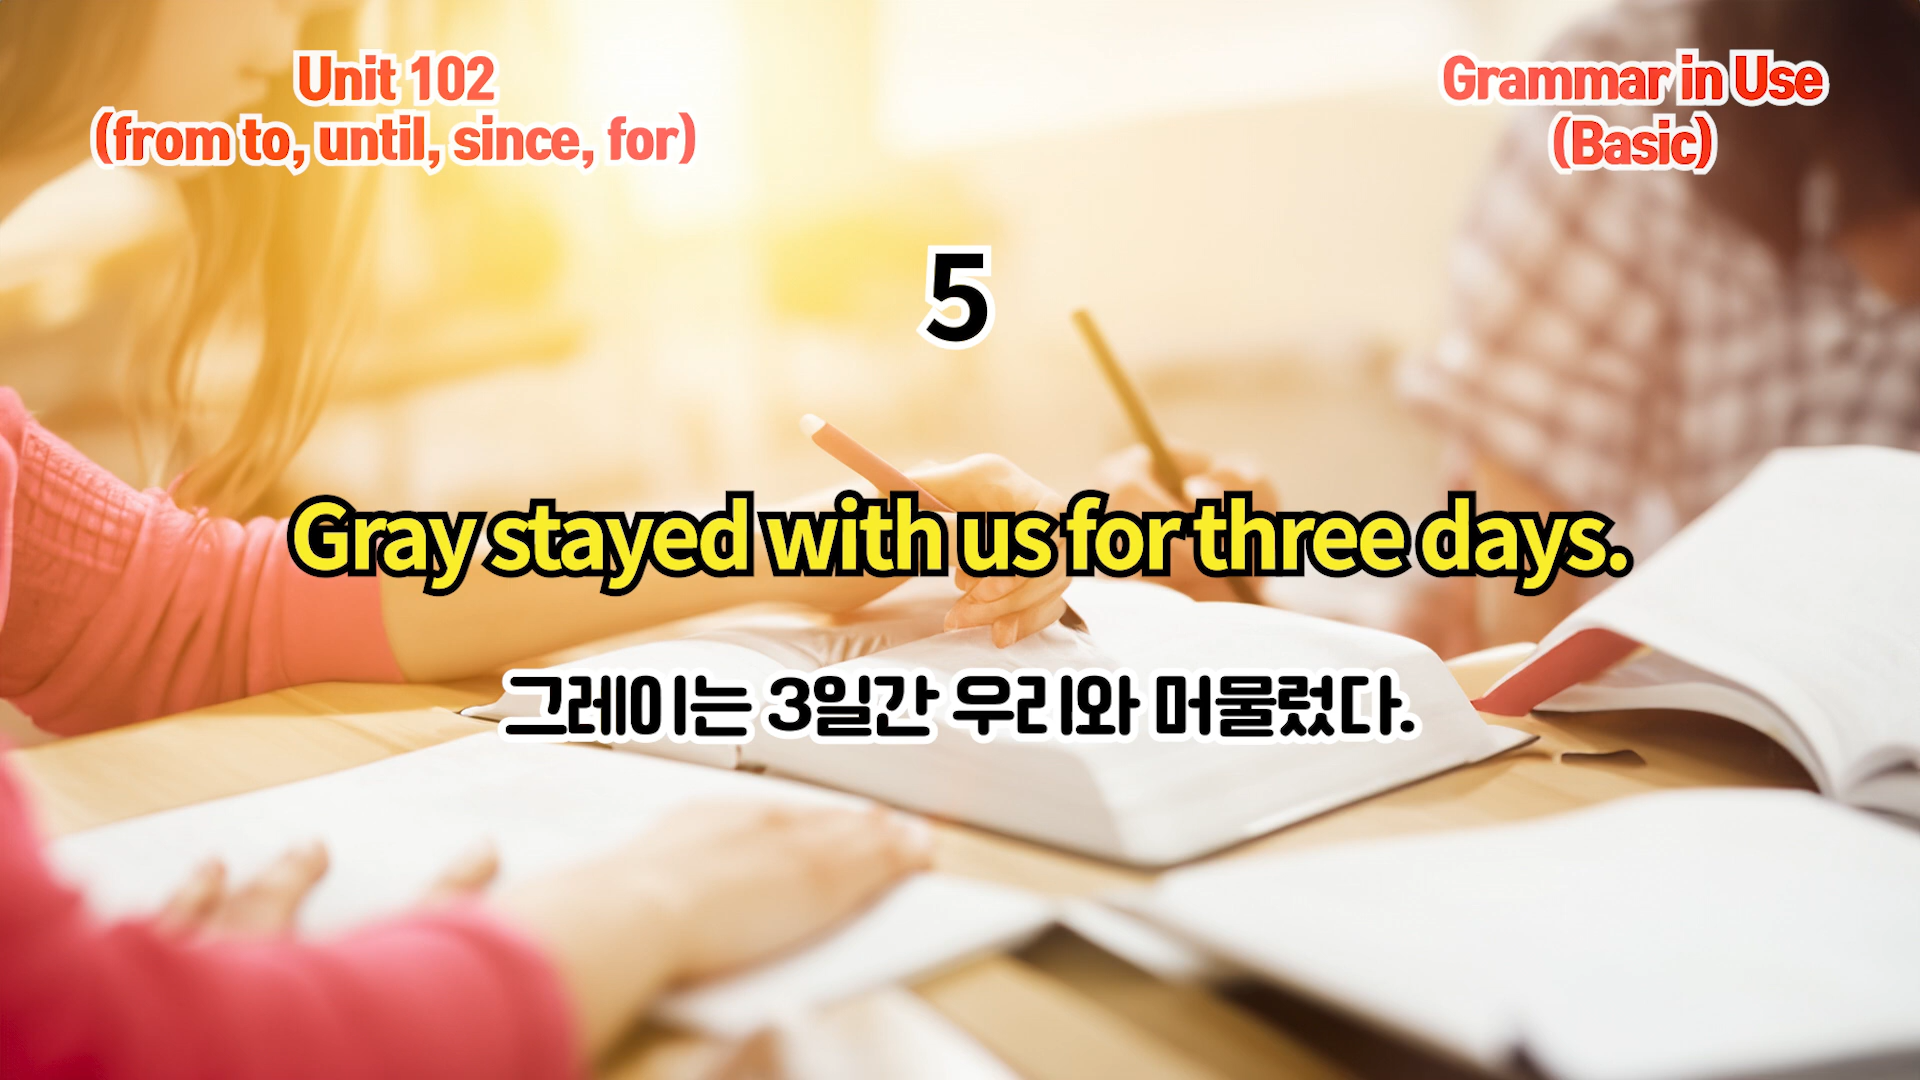 Unit 102
(from to, until, since, for)
Grammar in Use
(Basic)
5
Gray stayed with us for three days.
그레이는 3일간 우리와 머물렀다.